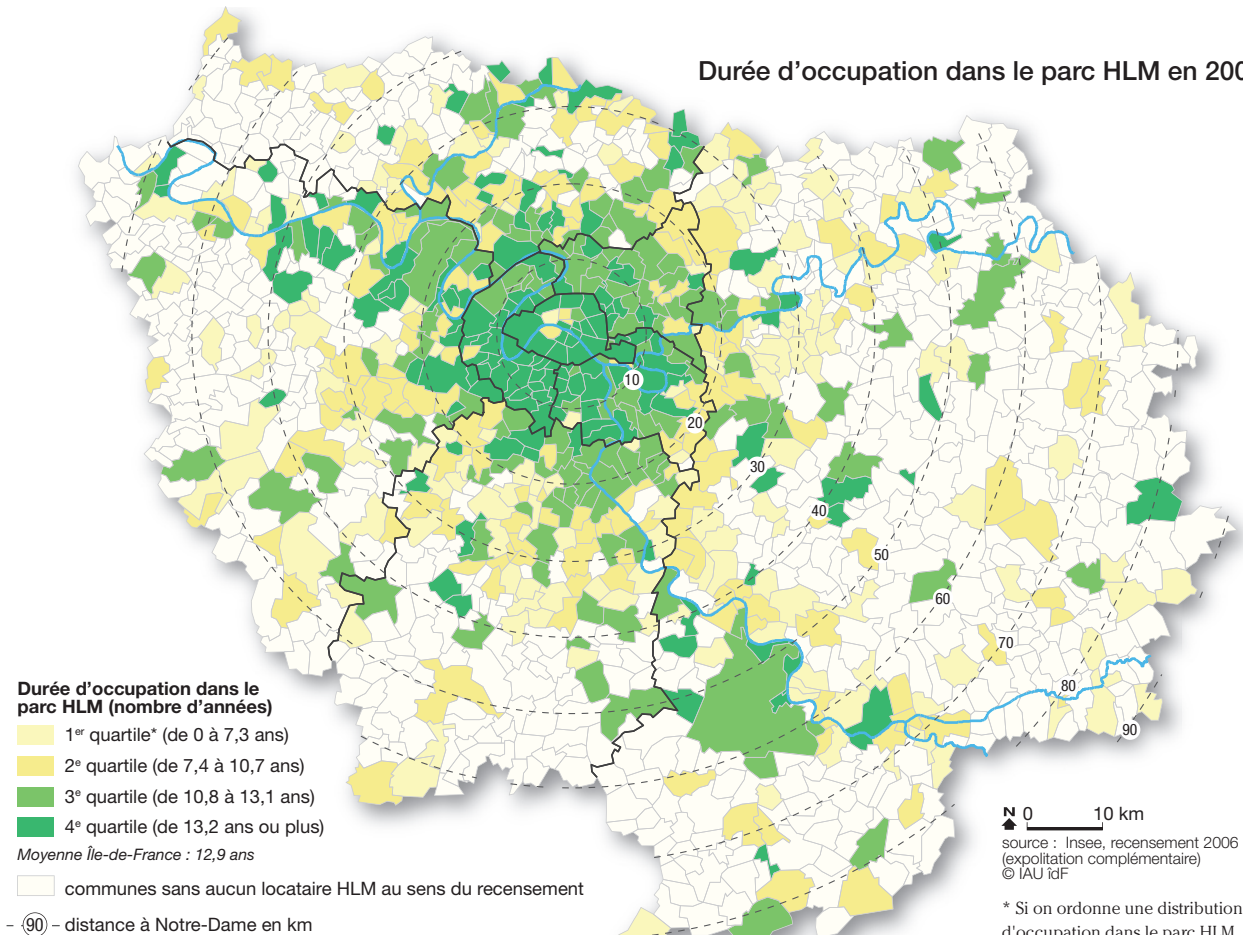 Durée d'occupation dans le parc HLM en 200
10
20
30
40
50
60
70
80
90
Durée d'occupation dans le
parc HLM (nombre d'années)
1er quartile* (de 0 à 7,3 ans)
2e quartile (de 7,4 à 10,7 ans)
3e quartile (de 10,8 à 13,1 ans)
4e quartile (de 13,2 ans ou plus)
Moyenne Île-de-France : 12,9 ans
communes sans aucun locataire HLM au sens du recensement
– (90) – distance à Notre-Dame en km
N 0 10 km
source : Insee, recensement 2006
(expolitation complémentaire)
© IAU îdF
* Si on ordonne une distribution
d'occupation dans le parc HLM